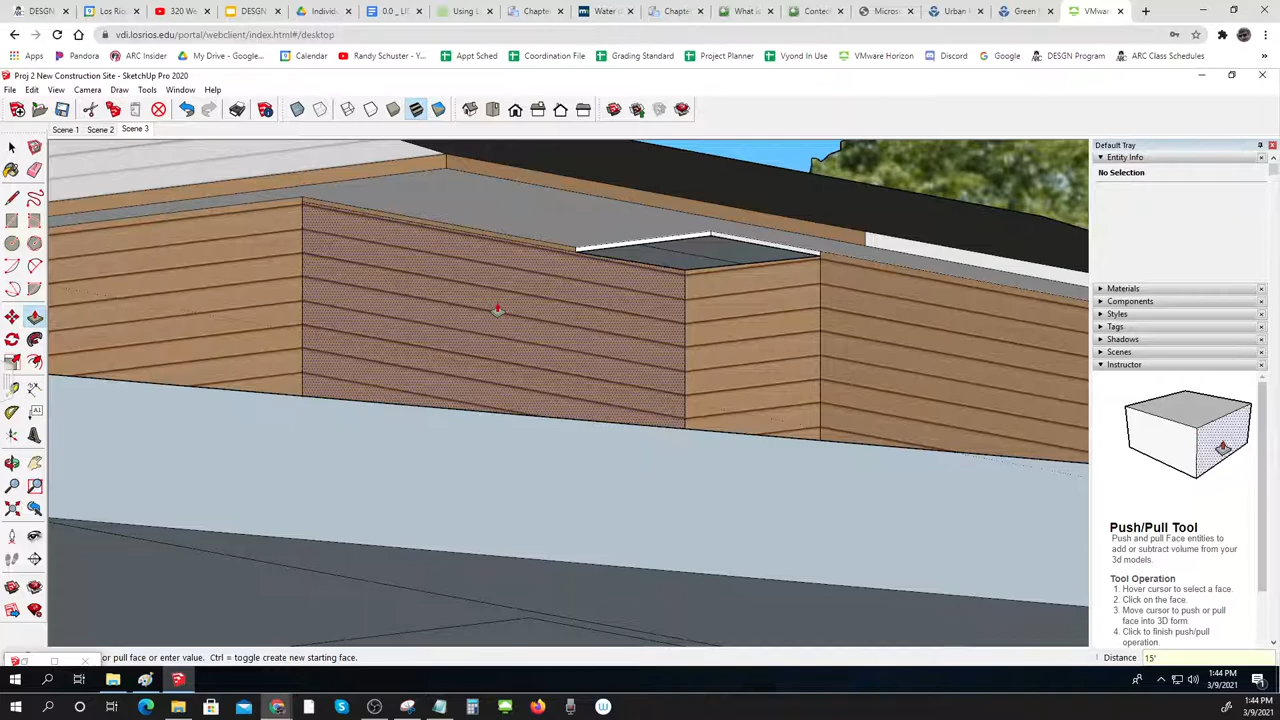 DESGN
Los Ric
320 We
DESGN
Individ
0.0 _ LIS
Using L
Chapte
Water
Chapte
What is
Contec
Micros
Urban
Green
VMwar
vdi.losrios.edu/portal/webclient/index.html#/desktop
Apps
Parking
ARC Insider
My Drive - Google...
Calendar
Randy Schuster - Y...
Appt Sched
Coordination File
Grading Standard
Project Planner
Vyond In Use
VMware Horizon
Discord
Google
DESGN Program
ARC Class Schedules
Proj 2 New Construction Site - SketchUp Pro 2020
File Edit View Camera Draw Tools Window Help
Scene 1 Scene 2 Scene 3
Default Tray
Entity Info
No Selection
Materials
Components
Styles
Tags
Shadows
Scenes
Instructor
Push/Pull Tool
Push and pull Face entities to
add or subtract volume from your
3d models.
Tool Operation
1. Hover cursor to select a face.
2. Click on the face.
3. Move cursor to push or pull
face into 3D form.
4. Click to finish push/pull
operation.
or pull face or enter value. Ctrl = toggle create new starting face.
Distance 15'
1:44 PM
3/9/2021
1:44 PM
3/9/2021